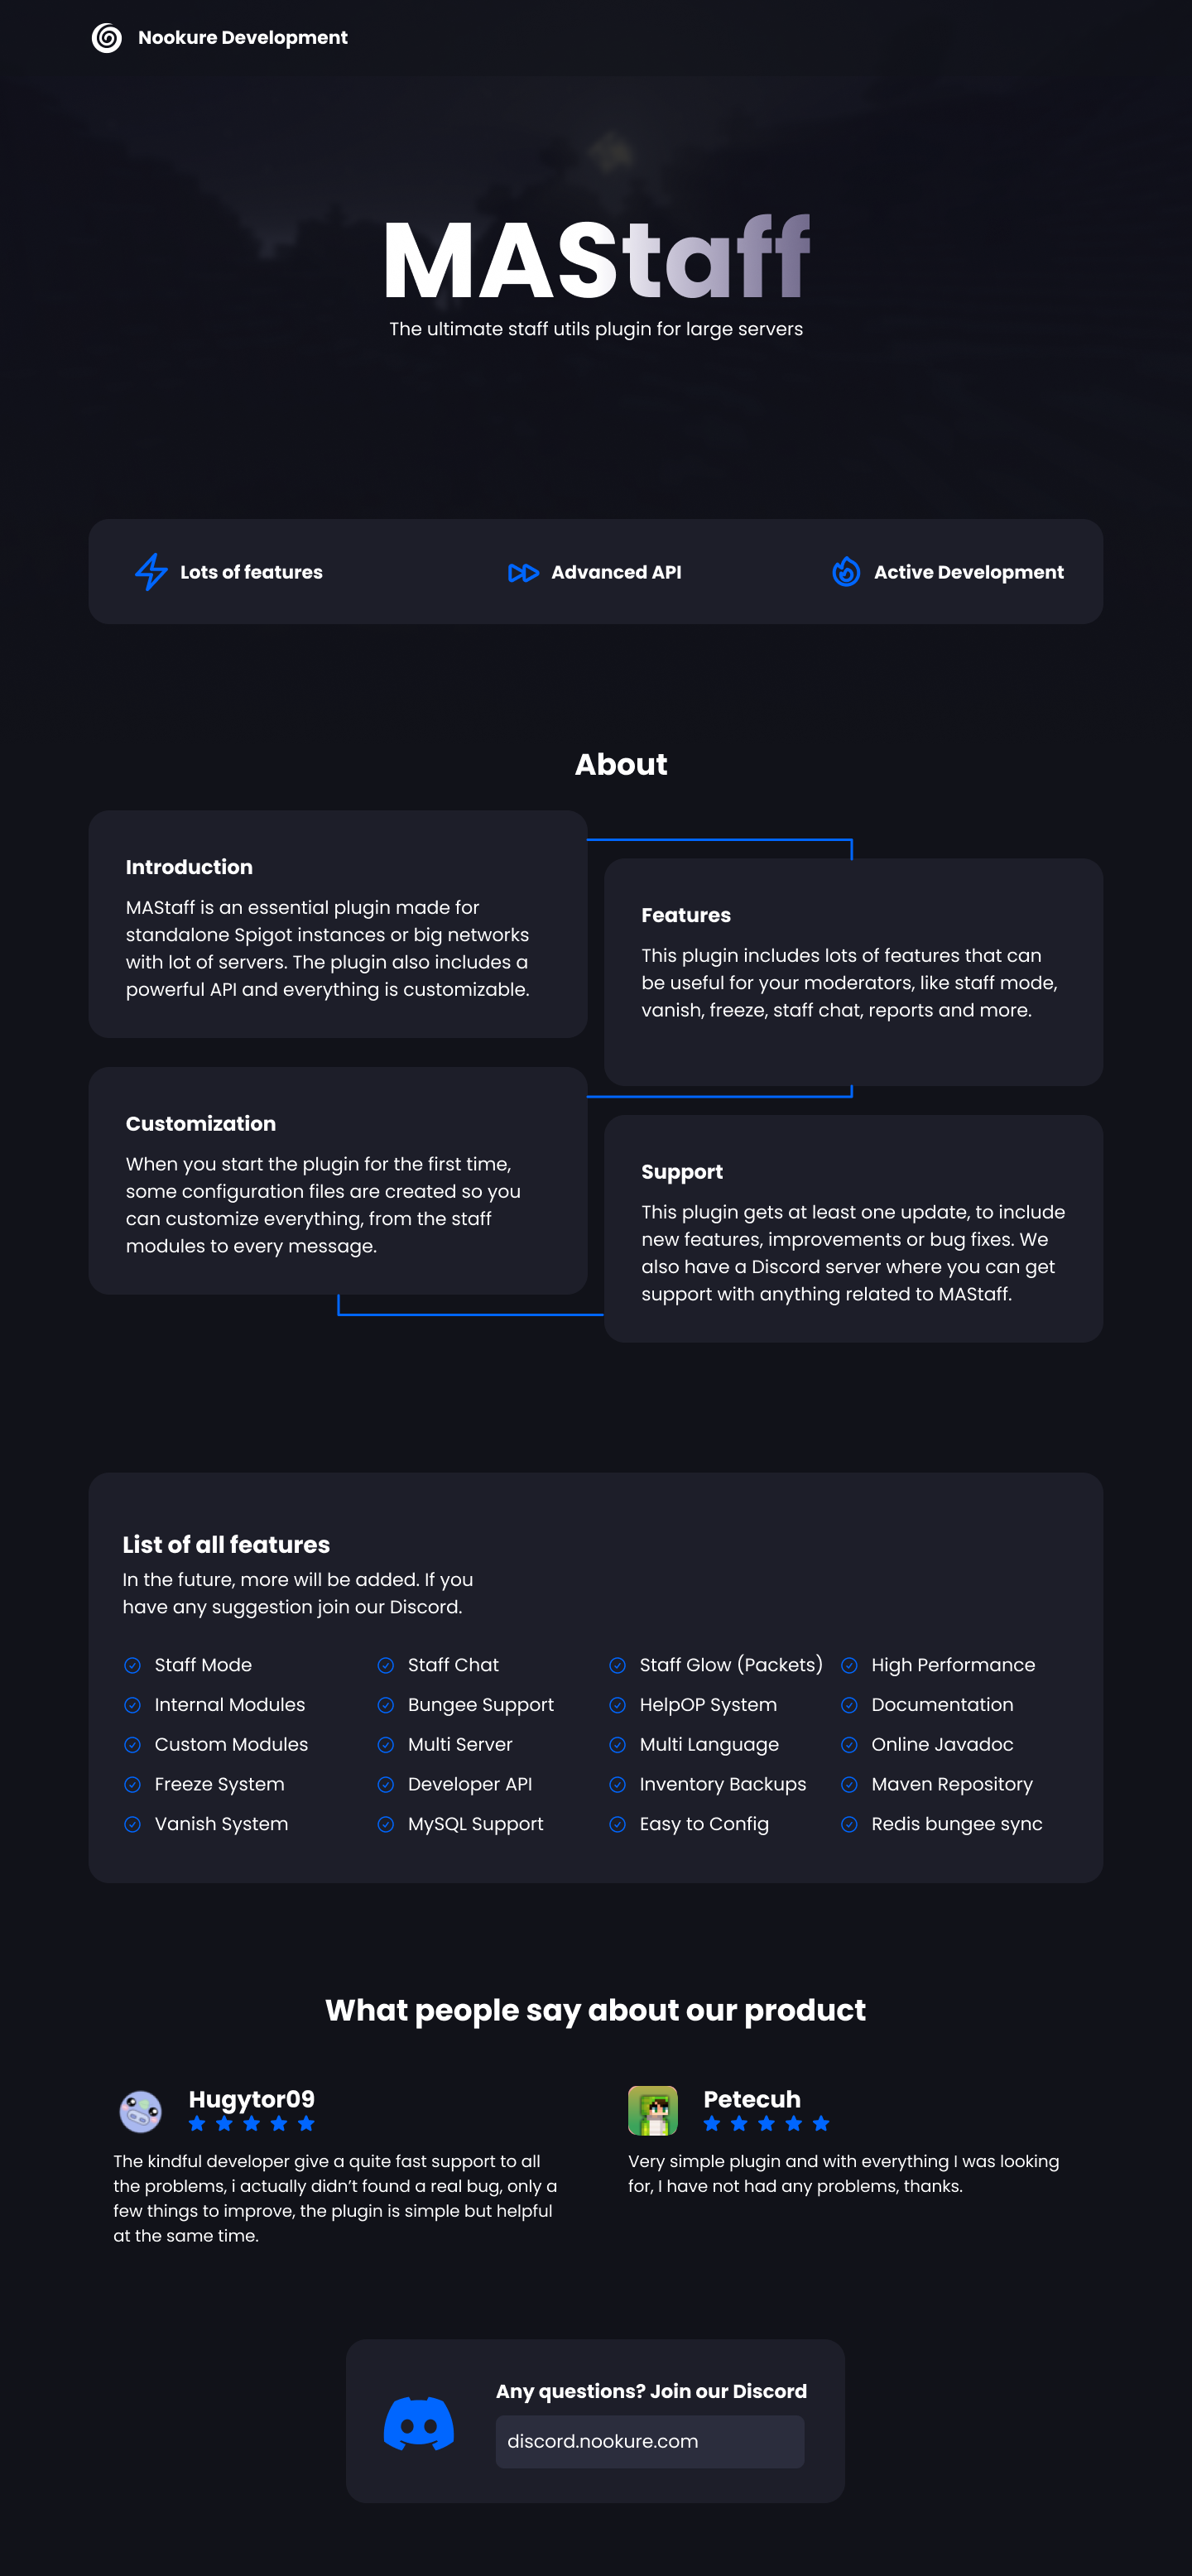 Nookure Development
MAStaff
The ultimate staff utils plugin for large servers
Lots of features
Advanced API
Active Development
About
Introduction
MAStaff is an essential plugin made for
standalone Spigot instances or big networks
with lot of servers. The plugin also includes a
powerful API and everything is customizable.
Features
This plugin includes lots of features that can
be useful for your moderators, like staff mode,
vanish, freeze, staff chat, reports and more.
Customization
When you start the plugin for the first time,
some configuration files are created so you
can customize everything, from the staff
modules to every message.
Support
This plugin gets at least one update, to include
new features, improvements or bug fixes. We
also have a Discord server where you can get
support with anything related to MAStaff.
List of all features
In the future, more will be added. If you
have any suggestion join our Discord.
Staff Mode
Internal Modules
Custom Modules
Freeze System
Vanish System
Staff Chat
Bungee Support
Multi Server
Developer API
MySQL Support
Staff Glow (Packets)
HelpOP System
Multi Language
Inventory Backups
Easy to Config
High Performance
Documentation
Online Javadoc
Maven Repository
Redis bungee sync
What people say about our product
Hugytor09
The kindful developer give a quite fast support to all
the problems, i actually didn’t found a real bug, only a
few things to improve, the plugin is simple but helpful
at the same time.
Petecuh
Very simple plugin and with everything I was looking
for, I have not had any problems, thanks.
Any questions? Join our Discord
discord.nookure.com